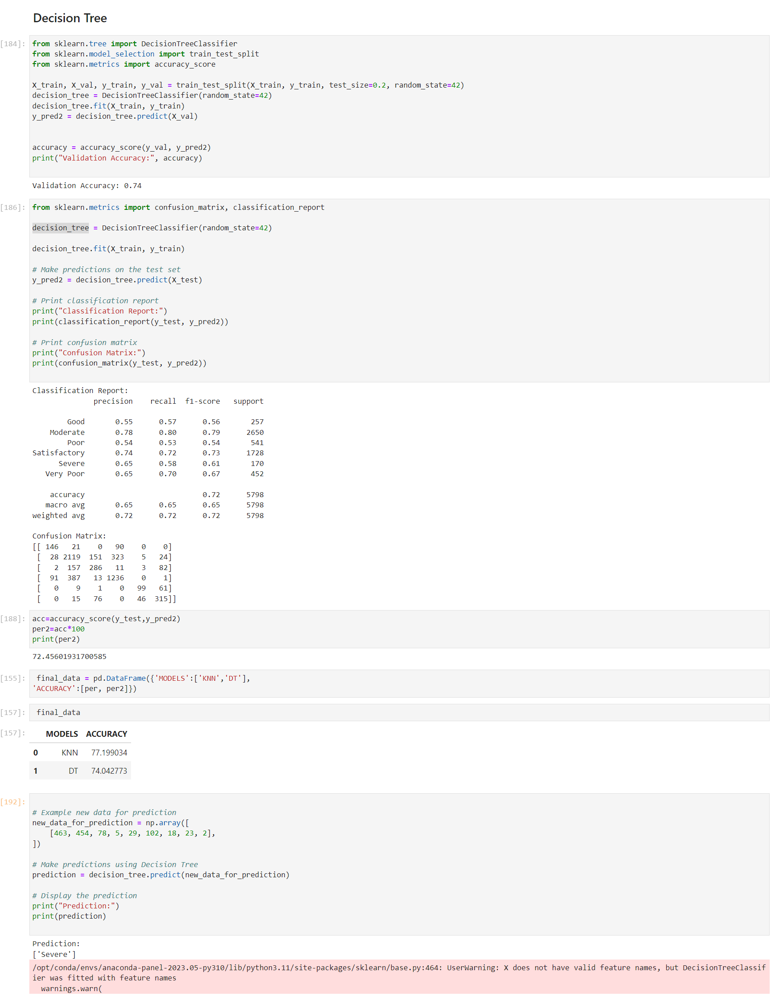 Decision Tree
[184]:
from sklearn.tree import DecisionTreeClassifier
from sklearn.model_selection import train_test_split
from sklearn.metrics import accuracy_score
X_train, X_val, y_train, y_val = train_test_split(X_train, y_train, test_size=0.2, random_state=42)
decision_tree = DecisionTreeClassifier(random_state=42)
decision_tree.fit(X_train, y_train)
y_pred2 = decision_tree.predict(X_val)
accuracy = accuracy_score(y_val, y_pred2)
print("Validation Accuracy:", accuracy)
Validation Accuracy: 0.74
[186]:
from sklearn.metrics import confusion_matrix, classification_report
decision_tree = DecisionTreeClassifier(random_state=42)
decision_tree.fit(X_train, y_train)
# Make predictions on the test set
y_pred2 = decision_tree.predict(X_test)
# Print classification report
print("Classification Report:")
print(classification_report(y_test, y_pred2))
# Print confusion matrix
print("Confusion Matrix:")
print(confusion_matrix(y_test, y_pred2))
Classification Report:
precision recall f1-score support
Good 0.55 0.57 0.56 257
Moderate 0.78 0.80 0.79 2650
Poor 0.54 0.53 0.54 541
Satisfactory 0.74 0.72 0.73 1728
Severe 0.65 0.58 0.61 170
Very Poor 0.65 0.70 0.67 452
accuracy 0.72 5798
macro avg 0.65 0.65 0.65 5798
weighted avg 0.72 0.72 0.72 5798
Confusion Matrix:
[[ 146 21 0 90 0 0]
[ 28 2119 151 323 5 24]
[ 2 157 286 11 3 82]
[ 91 387 13 1236 0 1]
[ 0 9 1 0 99 61]
[ 0 15 76 0 46 315]]
[188]:
acc=accuracy_score(y_test,y_pred2)
per2=acc*100
print(per2)
72.45601931700585
[155]:
final_data = pd.DataFrame({'MODELS':['KNN','DT'],
'ACCURACY':[per, per2]})
[157]:
final_data
[157]:
MODELS ACCURACY
0 KNN 77.199034
1 DT 74.042773
[192]:
# Example new data for prediction
new_data_for_prediction = np.array([
[463, 454, 78, 5, 29, 102, 18, 23, 2],
])
# Make predictions using Decision Tree
prediction = decision_tree.predict(new_data_for_prediction)
# Display the prediction
print("Prediction:")
print(prediction)
Prediction:
['Severe']
/opt/conda/envs/anaconda-panel-2023.05-py310/lib/python3.11/site-packages/sklearn/base.py:464: UserWarning: X does not have valid feature names, but DecisionTreeClassif
ier was fitted with feature names
warnings.warn(